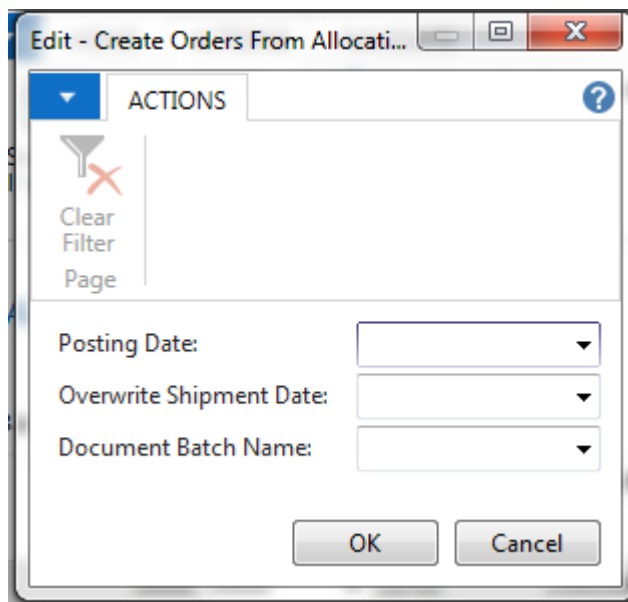 Edit - Create Orders From Allocati...
ACTIONS
Clear
Filter
Page
Posting Date:
Overwrite Shipment Date:
Document Batch Name:
OK
Cancel